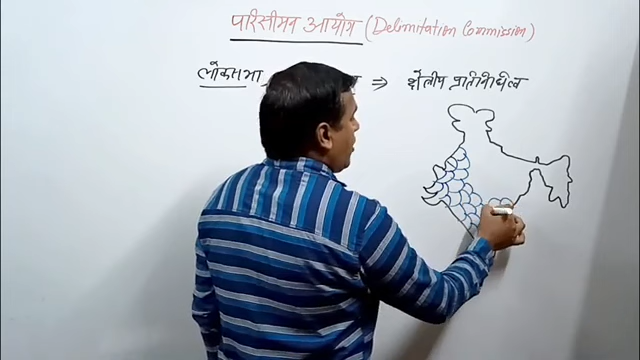 परिसीमन आयोग (Delimitation Commission)
लोकसभा ⇒ क्षेत्रीय प्रतिनिधित्व